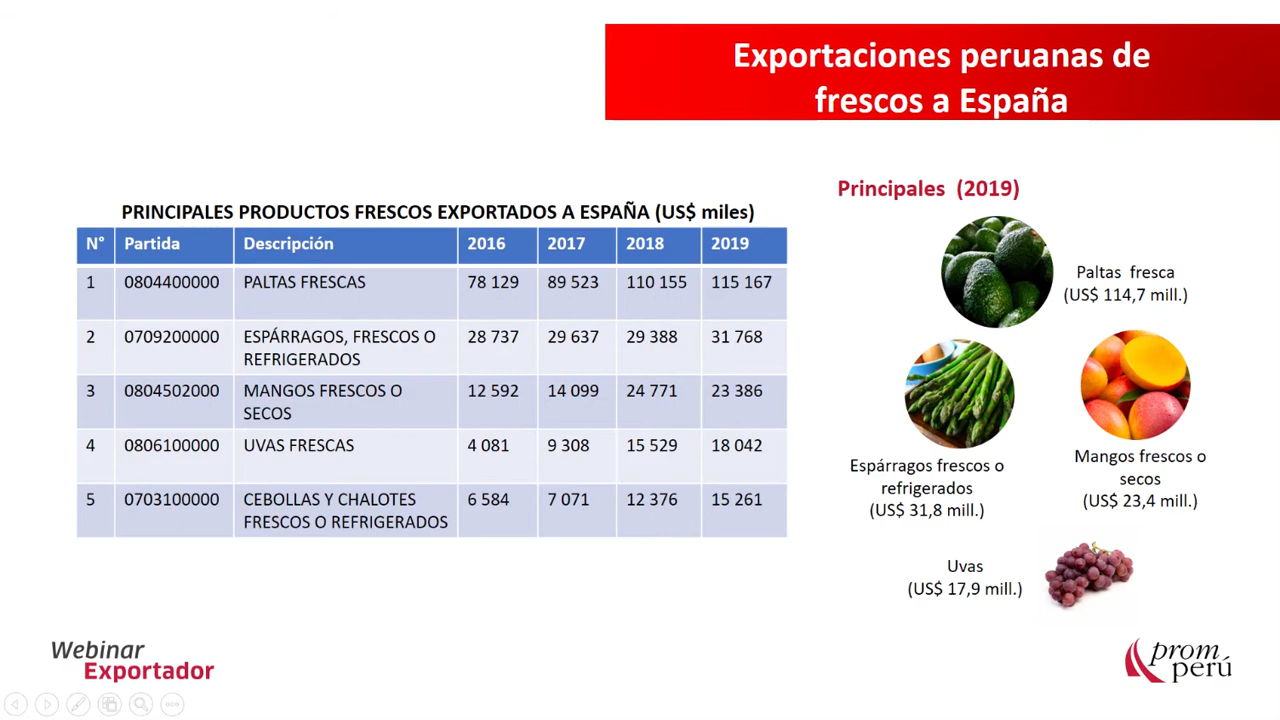 Exportaciones peruanas de
frescos a España
PRINCIPALES PRODUCTOS FRESCOS EXPORTADOS A ESPAÑA (US$ miles)
N° Partida Descripción 2016 2017 2018 2019
1 0804400000 PALTAS FRESCAS 78 129 89 523 110 155 115 167
2 0709200000 ESPÁRRAGOS, FRESCOS O 28 737 29 637 29 388 31 768
REFRIGERADOS
3 0804502000 MANGOS FRESCOS O 12 592 14 099 24 771 23 386
SECOS
4 0806100000 UVAS FRESCAS 4 081 9 308 15 529 18 042
5 0703100000 CEBOLLAS Y CHALOTES 6 584 7 071 12 376 15 261
FRESCOS O REFRIGERADOS
Principales (2019)
Paltas fresca
(US$ 114,7 mill.)
Espárragos frescos o
refrigerados
(US$ 31,8 mill.)
Mangos frescos o
secos
(US$ 23,4 mill.)
Uvas
(US$ 17,9 mill.)
Webinar
Exportador
prom
perú